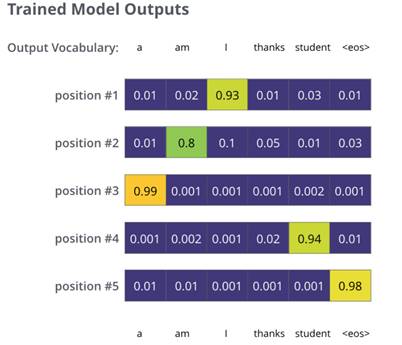 Trained Model Outputs
Output Vocabulary: a am I thanks student <eos>
position #1 0.01 0.02 0.93 0.01 0.03 0.01
position #2 0.01 0.8 0.1 0.05 0.01 0.03
position #3 0.99 0.001 0.001 0.001 0.002 0.001
position #4 0.001 0.002 0.001 0.02 0.94 0.01
position #5 0.01 0.01 0.001 0.001 0.001 0.98
a am I thanks student <eos>